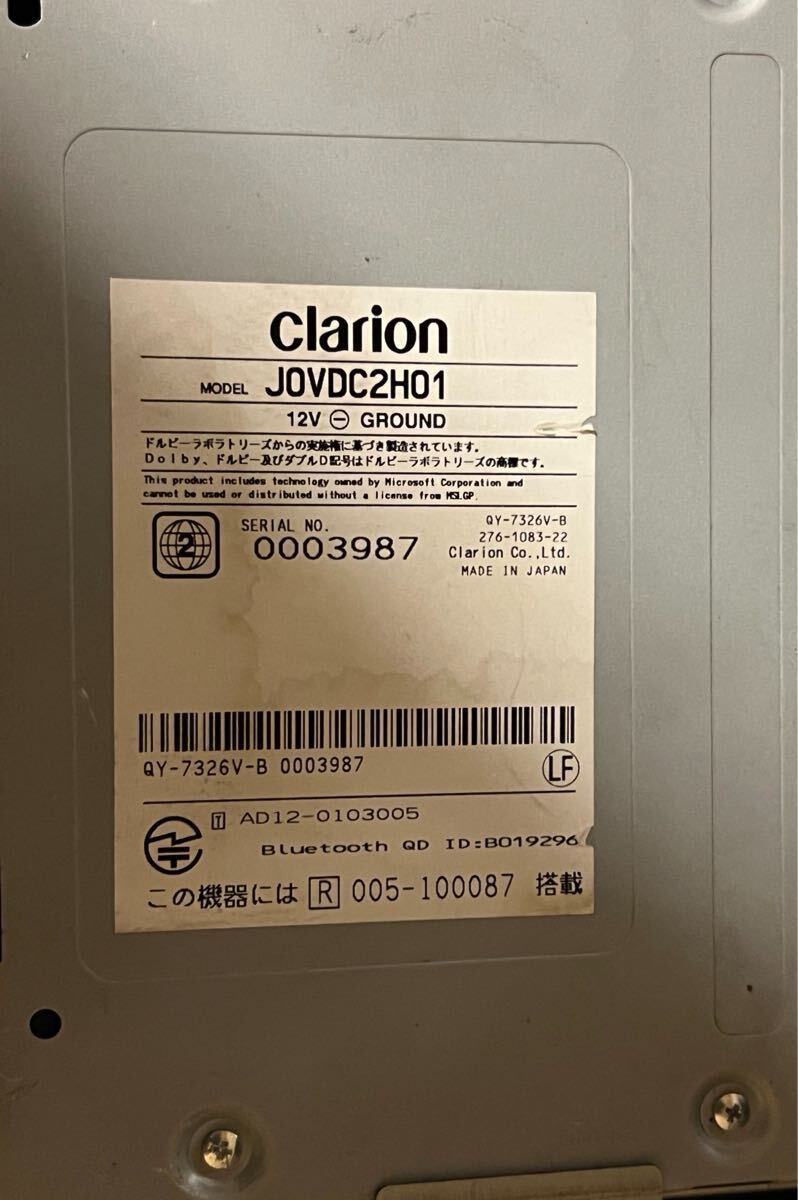 clarion
MODEL J0VDC2H01
12V ⊖ GROUND
ドルビーラボラトリーズからの実施権に基づき製造されています。
Dolby、ドルビー及びダブルD記号はドルビーラボラトリーズの商標です。
This product includes technology owned by Microsoft Corporation and
cannot be used or distributed without a license from MSLGP.
2
SERIAL NO.
0003987
QY-7326V-B
276-1083-22
Clarion Co.,Ltd.
MADE IN JAPAN
QY-7326V-B 0003987
LF
T AD12-0103005
Bluetooth QD ID:B019296
この機器には R 005-100087 搭載